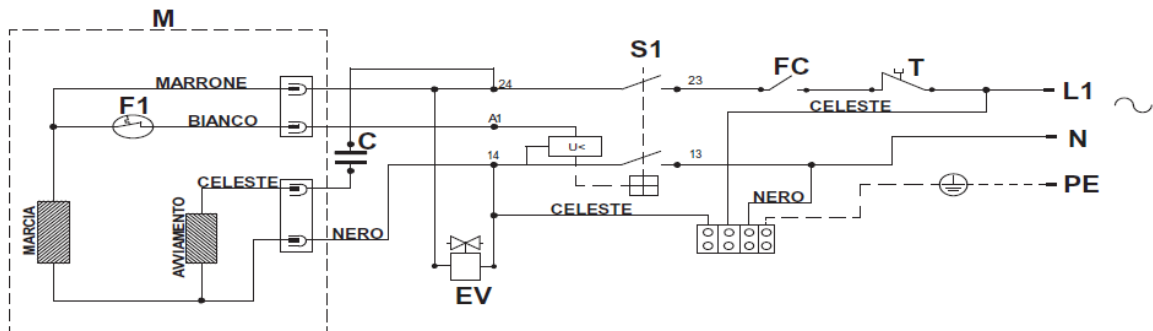 M
S1
FC
T
MARRONE
24
23
L1
F1
CELESTE
BIANCO
A1
C
U<
N
14
13
CELESTE
NERO
PE
CELESTE
NERO
MARCIA
AVVIAMENTO
EV